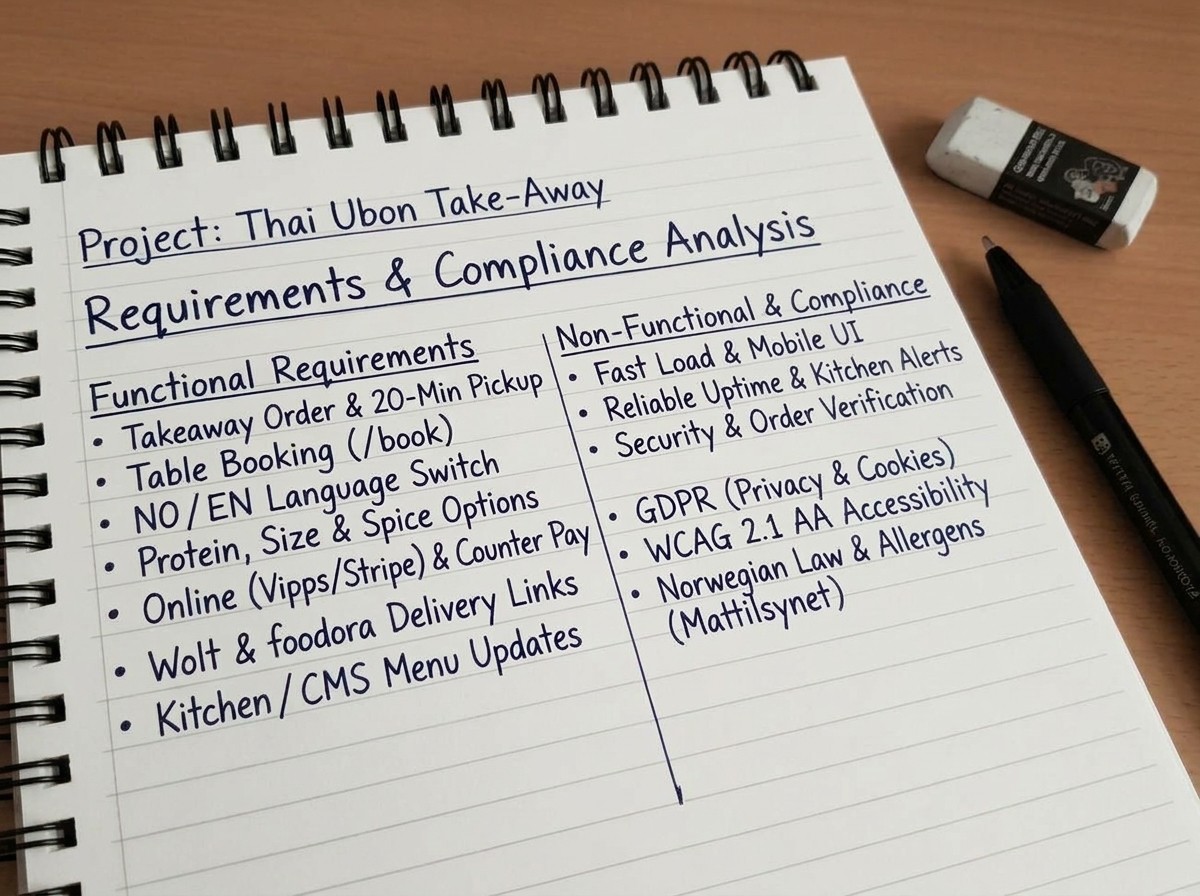 Project: Thai Ubon Take-Away
Requirements & Compliance Analysis
Functional Requirements
• Takeaway Order & 20-Min Pickup
• Table Booking (/book)
• NO/EN Language Switch
• Protein, Size & Spice Options
• Online (Vipps/Stripe) & Counter Pay
• Wolt & foodora Delivery Links
• Kitchen/CMS Menu Updates
Non-Functional & Compliance
• Fast Load & Mobile UI
• Reliable Uptime & Kitchen Alerts
• Security & Order Verification
• GDPR (Privacy & Cookies)
• WCAG 2.1 AA Accessibility
• Norwegian Law & Allergens
(Mattilsynet)